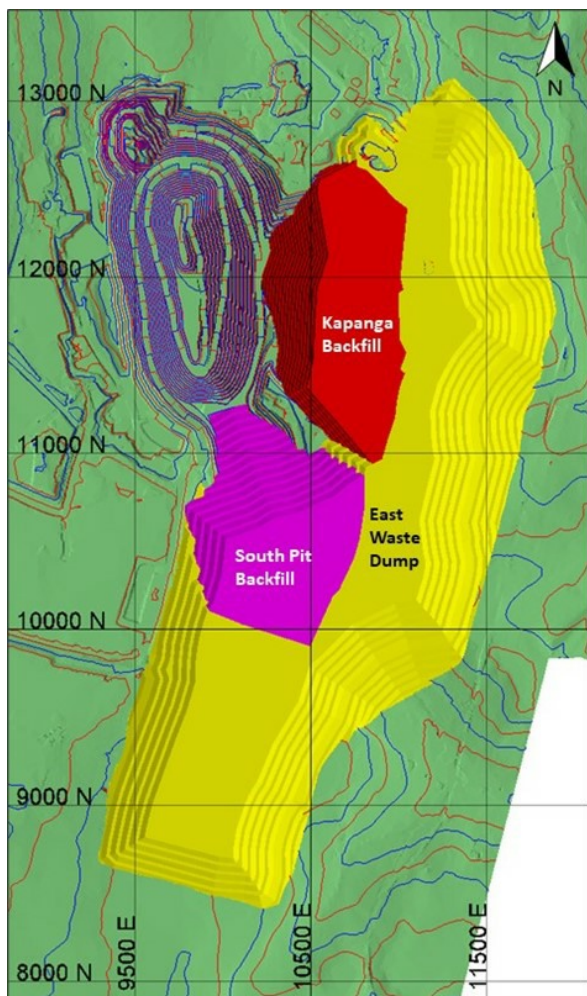 N
13000 N
12000 N
Kapanga
Backfill
11000 N
East
Waste
Dump
South Pit
Backfill
10000 N
9000 N
8000 N
9500 E
10500 E
11500 E